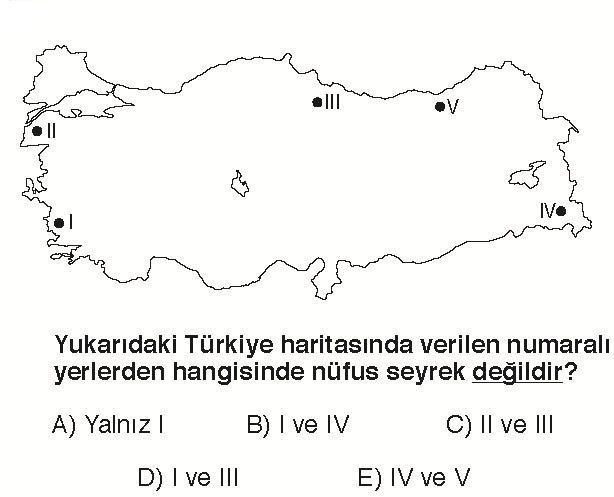 III
V
II
IV
I
Yukarıdaki Türkiye haritasında verilen numaralı
yerlerden hangisinde nüfus seyrek değildir?
A) Yalnız I B) I ve IV C) II ve III
D) I ve III E) IV ve V